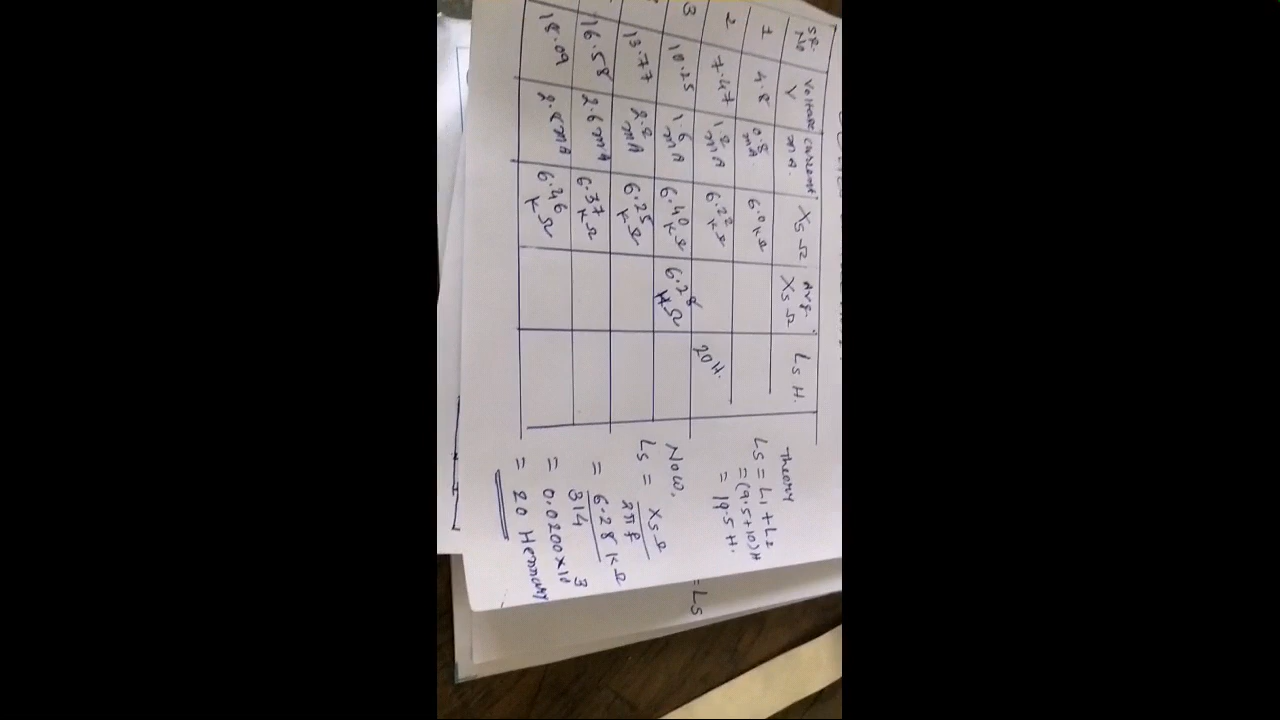 SR. No Voltage V current mA. Xs Ω Avg. Xs Ω Ls H.
1 4.8 0.8 mA. 6.0 KΩ
2 7.47 1.2 mA 6.22 KΩ 20 H.
3 10.25 1.6 mA 6.40 KΩ 6.28 KΩ
13.77 2.2 mA 6.25 KΩ
16.58 2.6 mA 6.37 KΩ
18.09 2.8 mA 6.46 KΩ
Theory
Ls = L1 + L2
= (9.5 + 10) H
= 19.5 H.
Now,
Ls = Xs Ω / 2πf
= 6.28 KΩ / 314
= 0.0200 × 10³
= 20 Hennary
= Ls